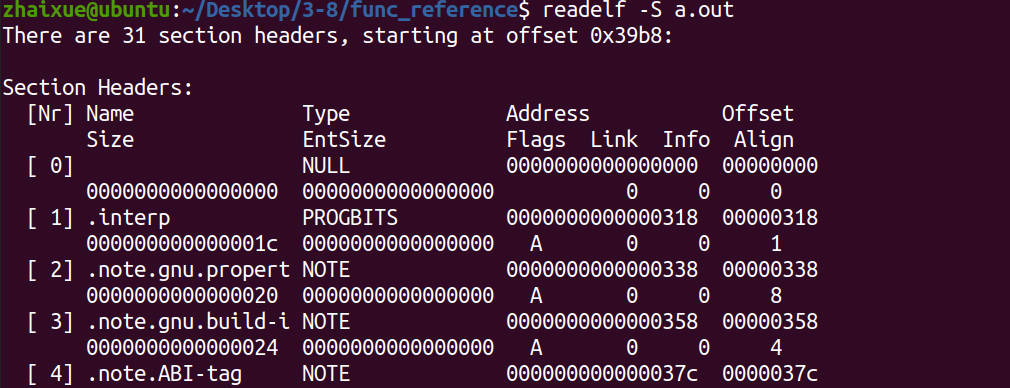 zhaixue@ubuntu:~/Desktop/3-8/func_reference$ readelf -S a.out
There are 31 section headers, starting at offset 0x39b8:
Section Headers:
[Nr] Name Type Address Offset
Size EntSize Flags Link Info Align
[ 0] NULL 0000000000000000 00000000
0000000000000000 0000000000000000 0 0 0
[ 1] .interp PROGBITS 0000000000000318 00000318
000000000000001c 0000000000000000 A 0 0 1
[ 2] .note.gnu.propert NOTE 0000000000000338 00000338
0000000000000020 0000000000000000 A 0 0 8
[ 3] .note.gnu.build-i NOTE 0000000000000358 00000358
0000000000000024 0000000000000000 A 0 0 4
[ 4] .note.ABI-tag NOTE 000000000000037c 0000037c